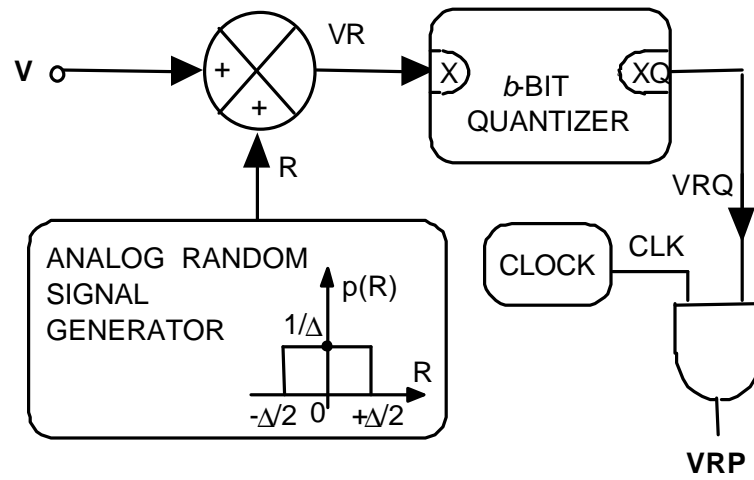 V
+
+
VR
X
XQ
b-BIT
QUANTIZER
R
VRQ
ANALOG RANDOM
SIGNAL
GENERATOR
p(R)
1/Δ
R
-Δ/2
0
+Δ/2
CLOCK
CLK
VRP